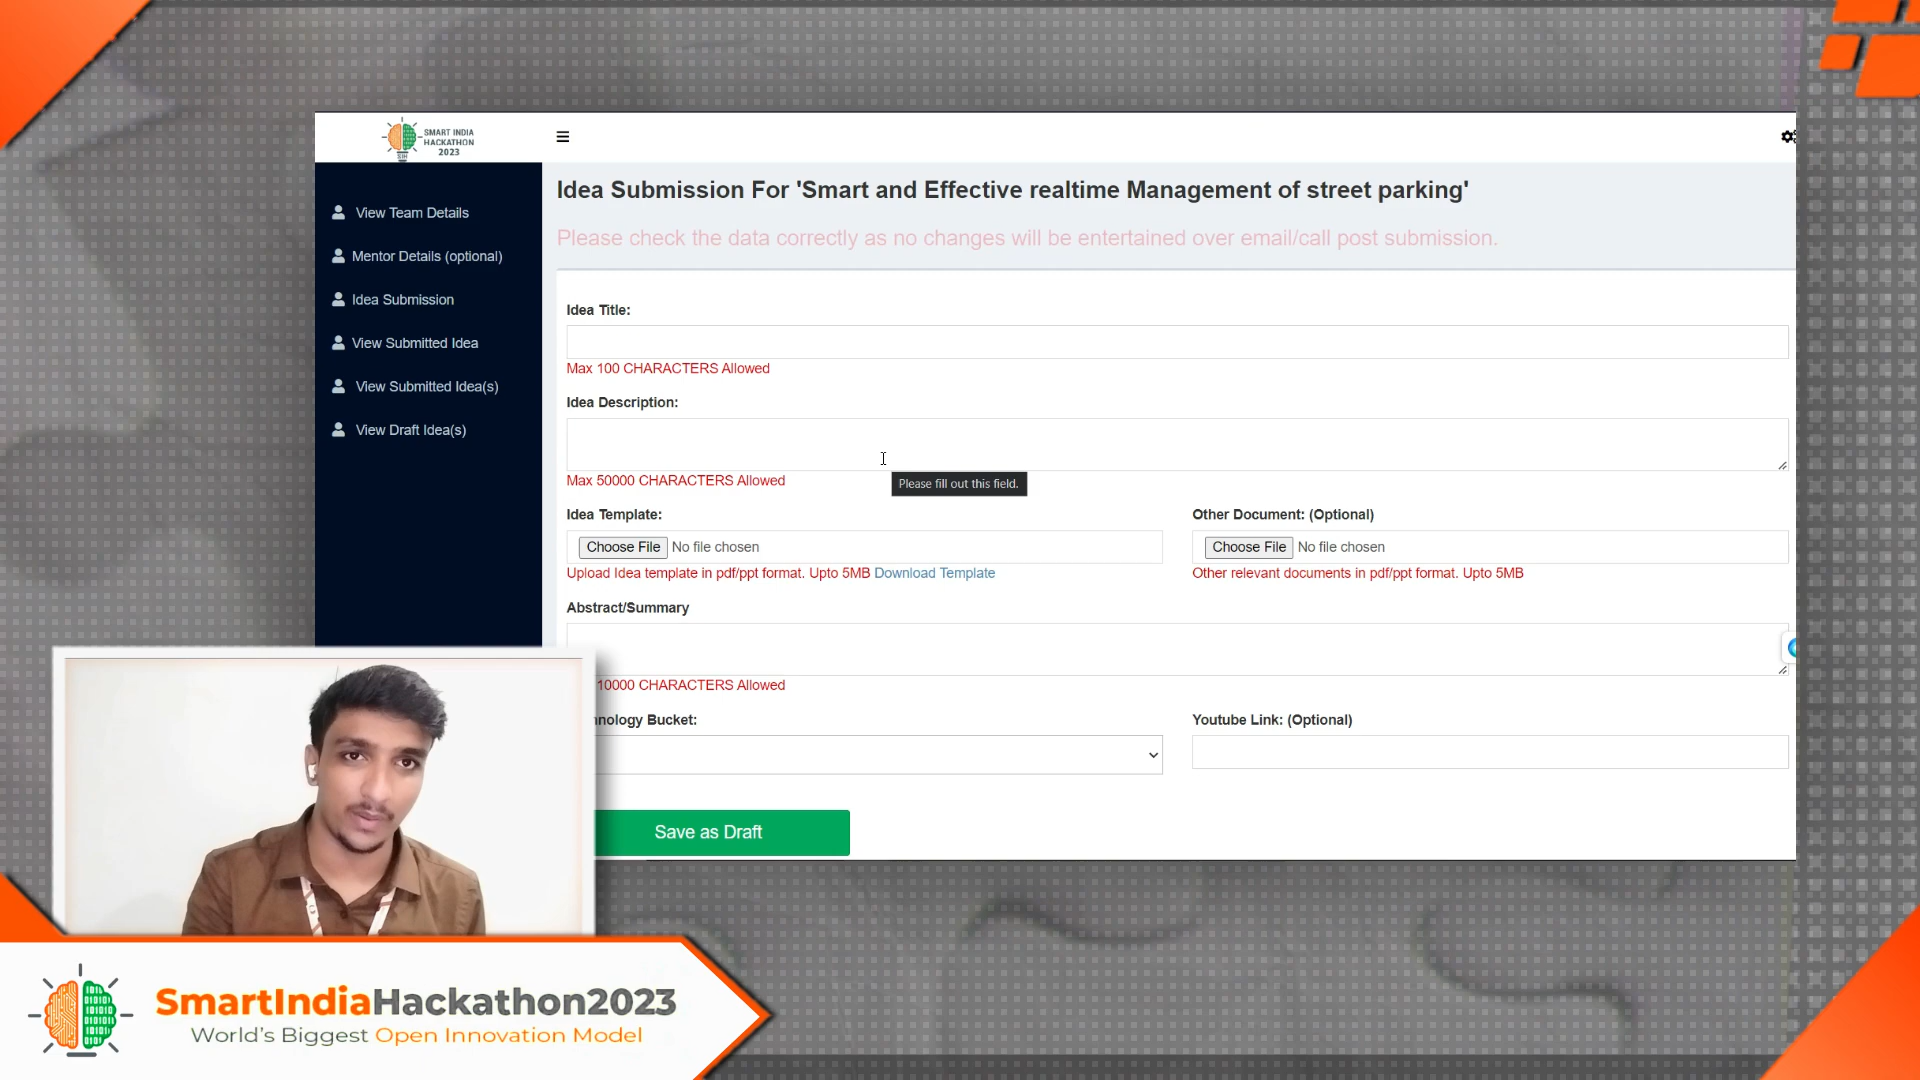 SMART INDIA
HACKATHON
2023
SIH
View Team Details
Mentor Details (optional)
Idea Submission
View Submitted Idea
View Submitted Idea(s)
View Draft Idea(s)
Idea Submission For 'Smart and Effective realtime Management of street parking'
Please check the data correctly as no changes will be entertained over email/call post submission.
Idea Title:
Max 100 CHARACTERS Allowed
Idea Description:
Max 50000 CHARACTERS Allowed
Please fill out this field.
Idea Template:
Choose File No file chosen
Upload Idea template in pdf/ppt format. Upto 5MB Download Template
Other Document: (Optional)
Choose File No file chosen
Other relevant documents in pdf/ppt format. Upto 5MB
Abstract/Summary
10000 CHARACTERS Allowed
nology Bucket:
Youtube Link: (Optional)
Save as Draft
SmartIndiaHackathon2023
World's Biggest Open Innovation Model